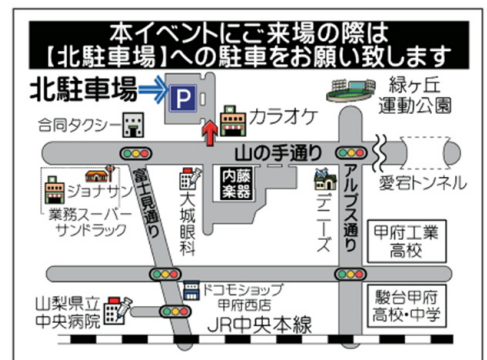 本イベントにご来場の際は
【北駐車場】への駐車をお願い致します
北駐車場
P
カラオケ
緑ヶ丘
運動公園
合同タクシー
山の手通り
愛宕トンネル
ジョナサン
業務スーパー
サンドラック
富士見通り
大城眼科
内藤
楽器
デニーズ
アルプス通り
甲府工業
高校
山梨県立
中央病院
ドコモショップ
甲府西店
駿台甲府
高校・中学
JR中央本線